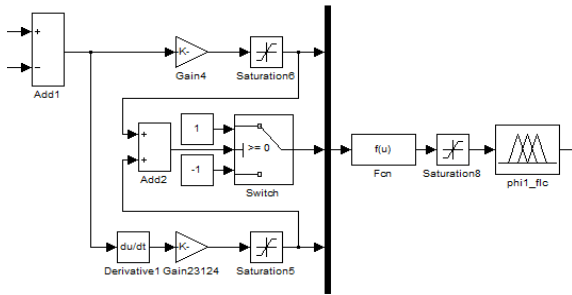 +
−
Add1
K-
Gain4
Saturation6
+
+
Add2
1
-1
>= 0
Switch
f(u)
Fcn
Saturation8
phi1_flc
du/dt
Derivative1
K-
Gain23124
Saturation5